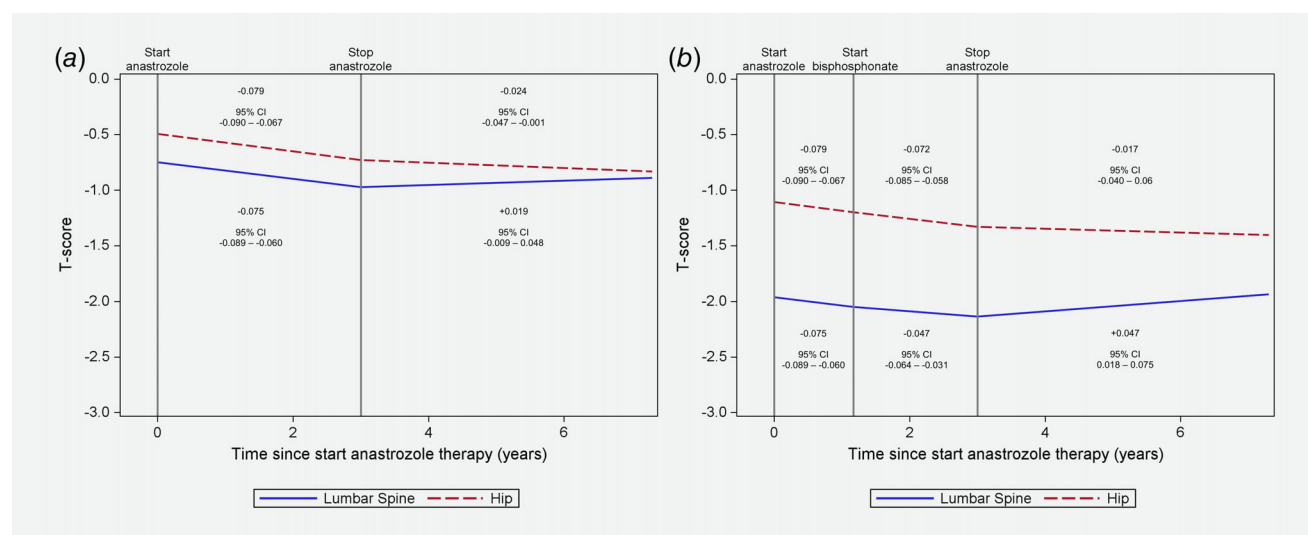 (a)
Start
anastrozole
Stop
anastrozole
0.0
-0.5
-1.0
-1.5
-2.0
-2.5
-3.0
T-score
-0.079
95% CI
-0.090 – -0.067
-0.024
95% CI
-0.047 – -0.001
-0.075
95% CI
-0.089 – -0.060
+0.019
95% CI
-0.009 – 0.048
0 2 4 6
Time since start anastrozole therapy (years)
Lumbar Spine Hip
(b)
Start
anastrozole
Start
bisphosphonate
Stop
anastrozole
0.0
-0.5
-1.0
-1.5
-2.0
-2.5
-3.0
T-score
-0.079
95% CI
-0.090 – -0.067
-0.072
95% CI
-0.085 – -0.058
-0.017
95% CI
-0.040 – 0.06
-0.075
95% CI
-0.089 – -0.060
-0.047
95% CI
-0.064 – -0.031
+0.047
95% CI
0.018 – 0.075
0 2 4 6
Time since start anastrozole therapy (years)
Lumbar Spine Hip